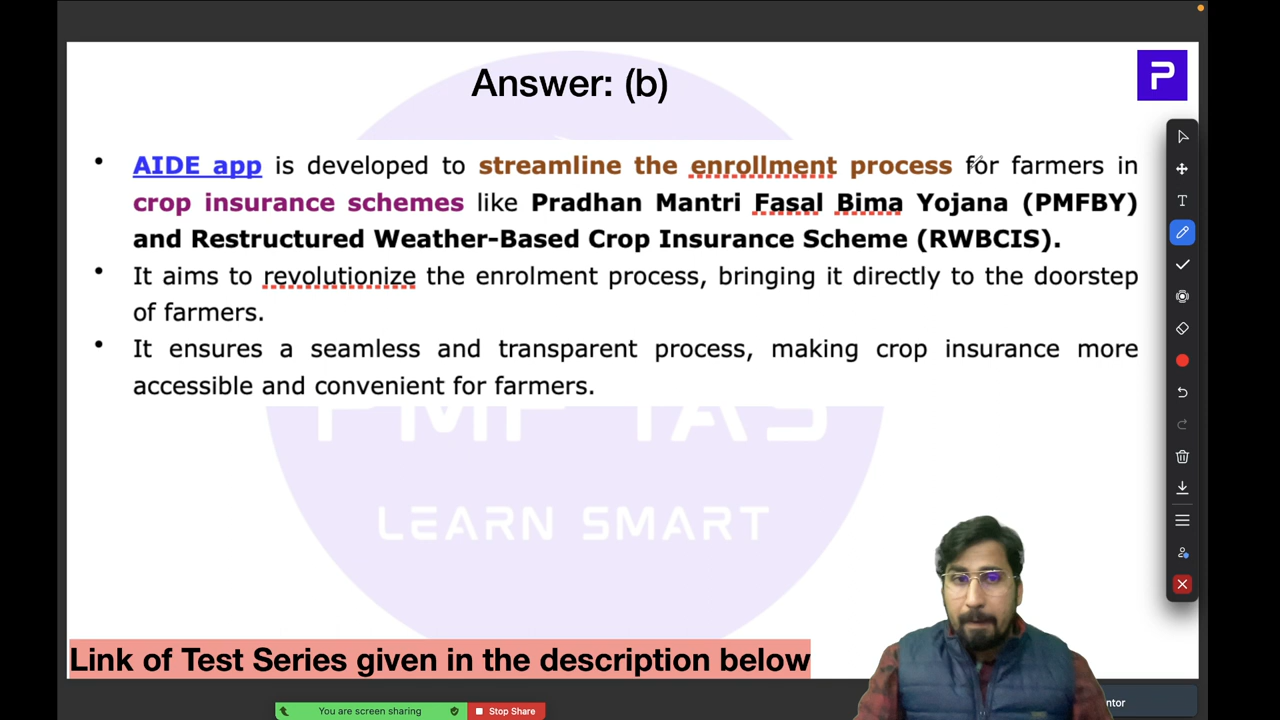 Answer: (b)
P
• AIDE app is developed to streamline the enrollment process for farmers in
crop insurance schemes like Pradhan Mantri Fasal Bima Yojana (PMFBY)
and Restructured Weather-Based Crop Insurance Scheme (RWBCIS).
• It aims to revolutionize the enrolment process, bringing it directly to the doorstep
of farmers.
• It ensures a seamless and transparent process, making crop insurance more
accessible and convenient for farmers.
PMF IAS
LEARN SMART
Link of Test Series given in the description below
You are screen sharing
Stop Share
T